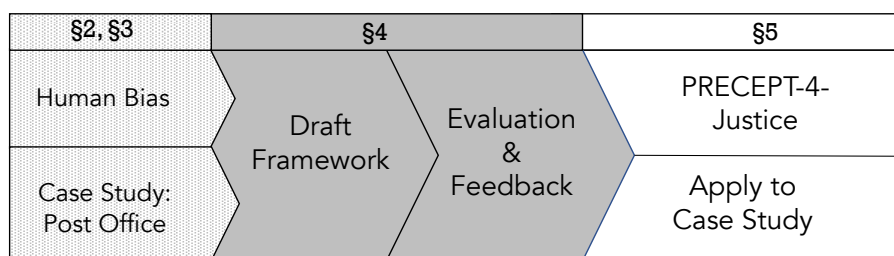 §2, §3
§4
§5
Human Bias
Case Study:
Post Office
Draft
Framework
Evaluation
&
Feedback
PRECEPT-4-
Justice
Apply to
Case Study